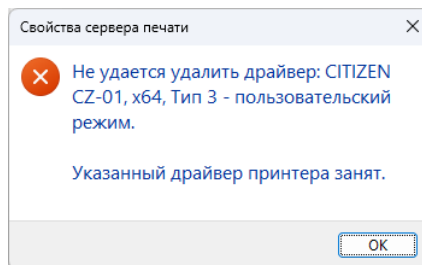 Свойства сервера печати
Не удается удалить драйвер: CITIZEN
CZ-01, x64, Тип 3 - пользовательский
режим.
Указанный драйвер принтера занят.
OK